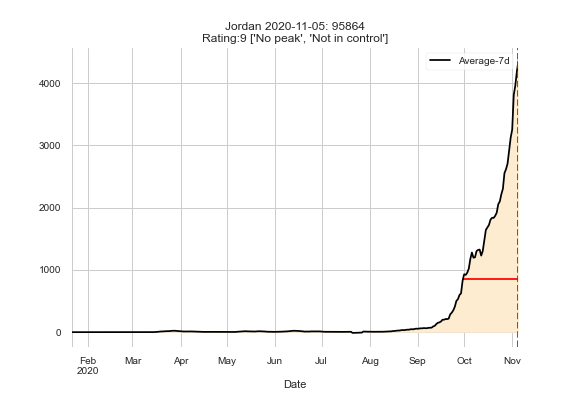 Jordan 2020-11-05: 95864
Rating:9 ['No peak', 'Not in control']
Average-7d
4000
3000
2000
1000
0
Feb Mar Apr May Jun Jul Aug Sep Oct Nov
2020
Date